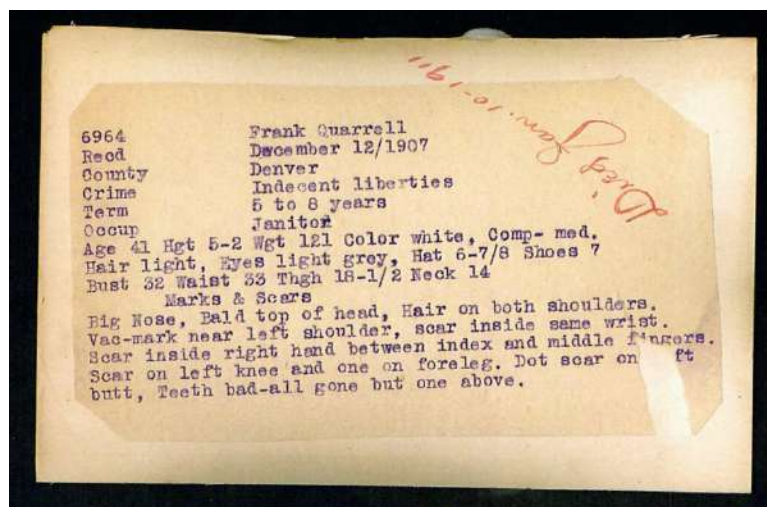 Died Jan. 10-1911
6964 Frank Quarrell
Recd December 12/1907
County Denver
Crime Indecent liberties
Term 5 to 8 years
Occup Janitor
Age 41 Hgt 5-2 Wgt 121 Color white, Comp- med.
Hair light, Eyes light grey, Hat 6-7/8 Shoes 7
Bust 32 Waist 33 Thgh 18-1/2 Neck 14
Marks & Scars
Big Nose, Bald top of head, Hair on both shoulders.
Vac-mark near left shoulder, scar inside same wrist.
Scar inside right hand between index and middle fingers.
Scar on left knee and one on foreleg. Dot scar on ft
butt, Teeth bad-all gone but one above.